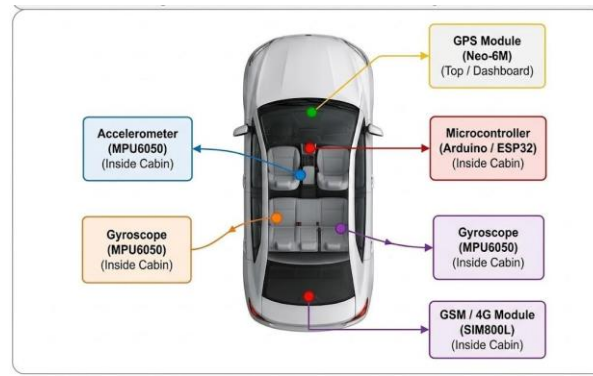 GPS Module
(Neo-6M)
(Top / Dashboard)
Accelerometer
(MPU6050)
(Inside Cabin)
Microcontroller
(Arduino / ESP32)
(Inside Cabin)
Gyroscope
(MPU6050)
(Inside Cabin)
Gyroscope
(MPU6050)
(Inside Cabin)
GSM / 4G Module
(SIM800L)
(Inside Cabin)